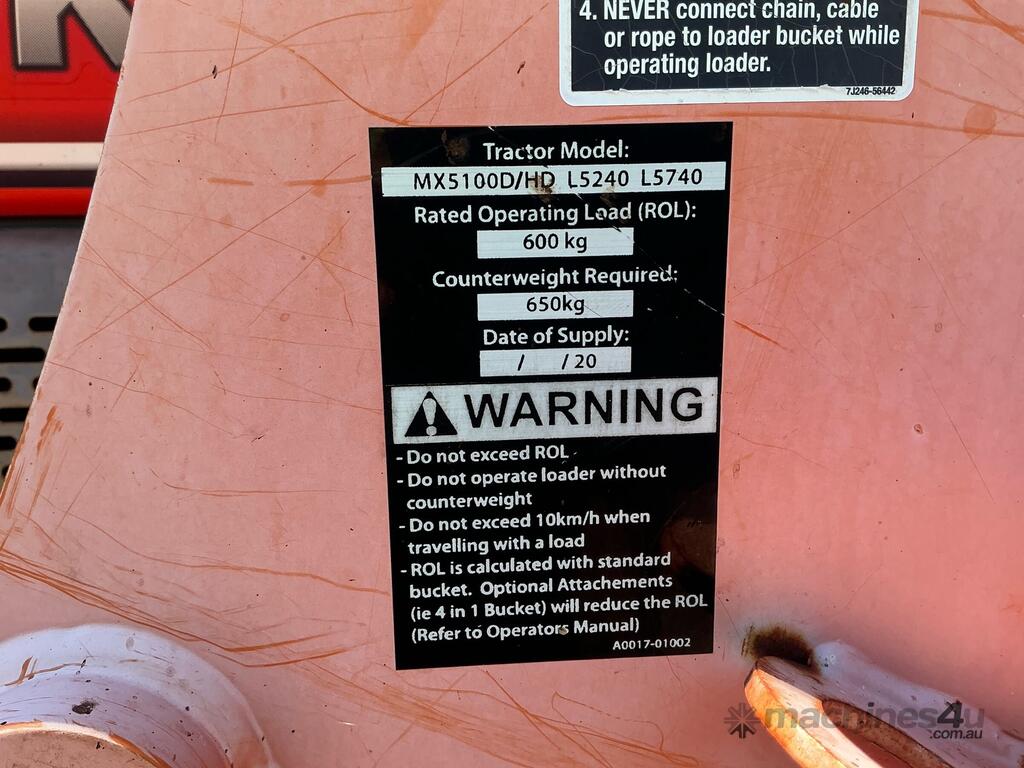 4. NEVER connect chain, cable
or rope to loader bucket while
operating loader.
7J246-56442
Tractor Model:
MX5100D/HD L5240 L5740
Rated Operating Load (ROL):
600 kg
Counterweight Required:
650kg
Date of Supply:
/ /20
WARNING
- Do not exceed ROL
- Do not operate loader without
counterweight
- Do not exceed 10km/h when
travelling with a load
- ROL is calculated with standard
bucket. Optional Attachements
(ie 4 in 1 Bucket) will reduce the ROL
(Refer to Operators Manual)
A0017-01002
machines4u
.com.au